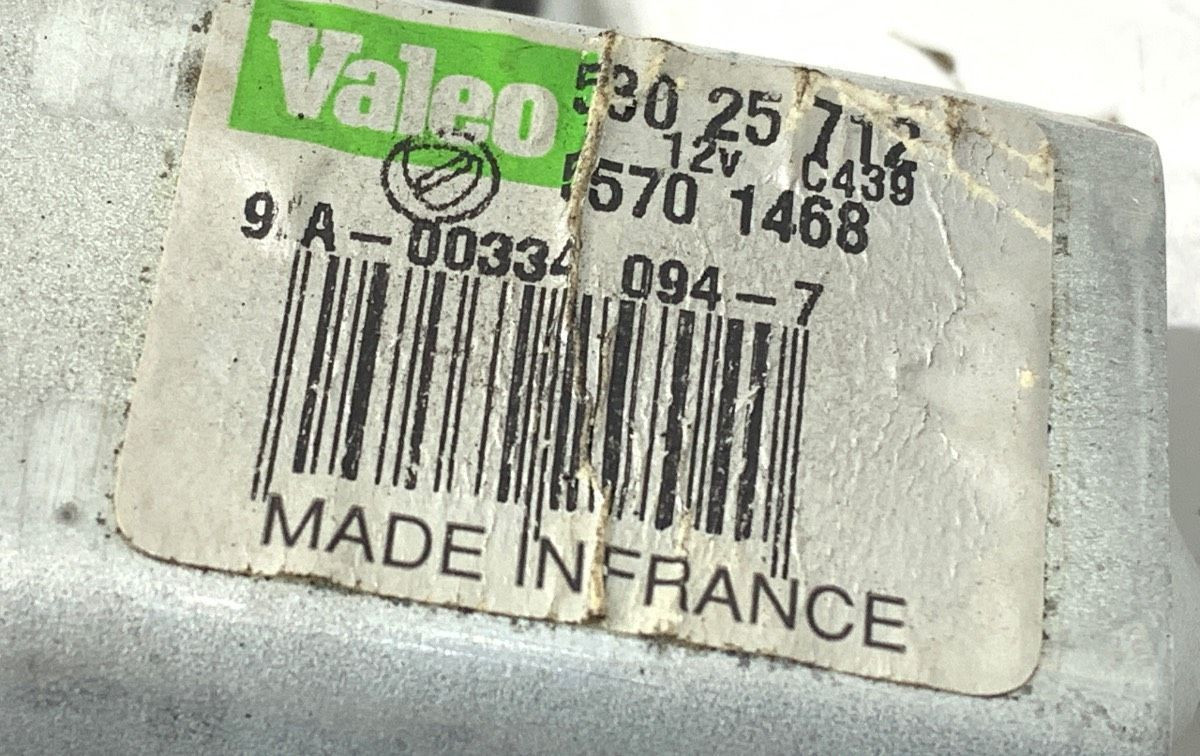 Valeo
530 25 712
12v C439
5570 1468
9 A - 00334 094 - 7
MADE IN FRANCE